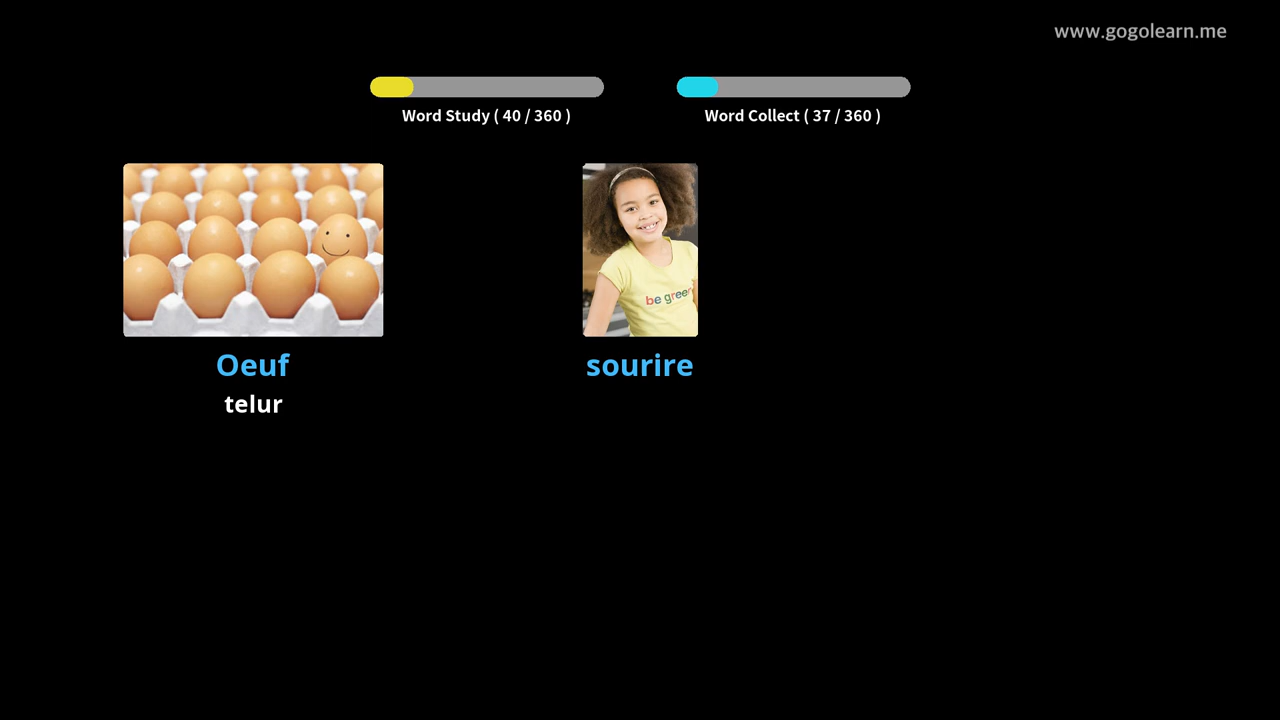 www.gogolearn.me
Word Study ( 40 / 360 )
Word Collect ( 37 / 360 )
be green
Oeuf
telur
sourire